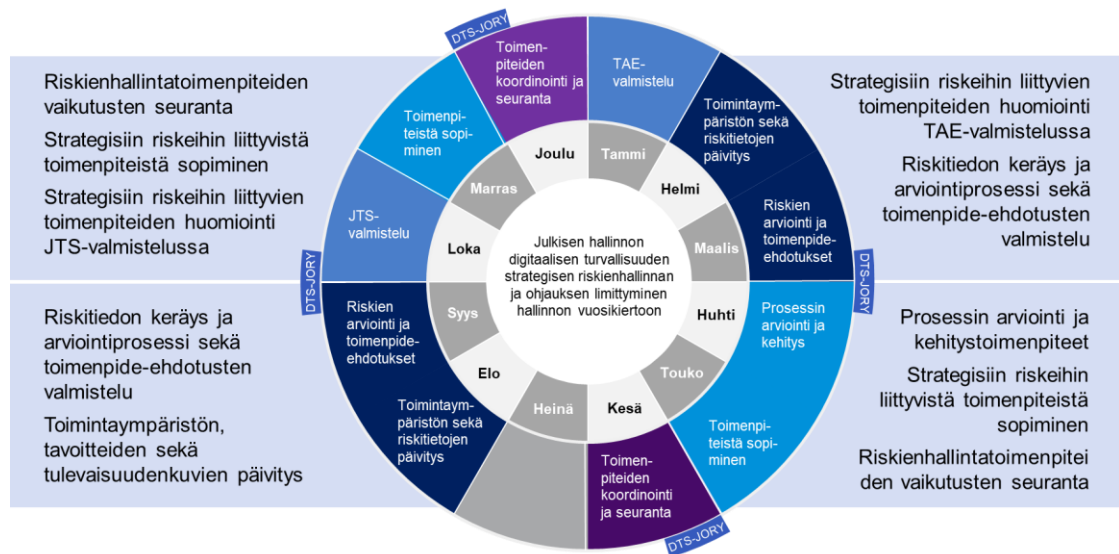 DTS-JORY
Riskienhallintatoimenpiteiden
vaikutusten seuranta
Strategisiin riskeihin liittyvistä
toimenpiteistä sopiminen
Strategisiin riskeihin liittyvien
toimenpiteiden huomiointi
JTS-valmistelussa
Toimen-
piteiden
koordinointi ja
seuranta
TAE-
valmistelu
Toimintaym-
päristön sekä
riskitietojen
päivitys
Riskien
arviointi ja
toimenpide-
ehdotukset
Strategisiin riskeihin liittyvien
toimenpiteiden huomiointi
TAE-valmistelussa
Riskitiedon keräys ja
arviointiprosessi sekä
toimenpide-ehdotusten
valmistelu
Toimenpi-
teistä sopi-
minen
JTS-
valmistelu
Joulu
Tammi
Marras
Helmi
Loka
Maalis
Julkisen hallinnon
digitaalisen turvallisuuden
strategisen riskienhallinnan
ja ohjauksen limittyminen
hallinnon vuosikiertoon
DTS-JORY
DTS-JORY
Syys
Huhti
Elo
Touko
Heinä
Kesä
Riskitiedon keräys ja
arviointiprosessi sekä
toimenpide-ehdotusten
valmistelu
Toimintaympäristön,
tavoitteiden sekä
tulevaisuudenkuvien päivitys
Riskien
arviointi ja
toimenpide-
ehdotukset
Toimintaym-
päristön sekä
riskitietojen
päivitys
Toimen-
piteiden
koordinointi
ja seuranta
Prosessin
arviointi ja
kehitys
Toimenpi-
teistä sopi-
minen
Prosessin arviointi ja
kehitystoimenpiteet
Strategisiin riskeihin
liittyvistä toimenpiteistä
sopiminen
Riskienhallintatoimenpitei
den vaikutusten seuranta
DTS-JORY